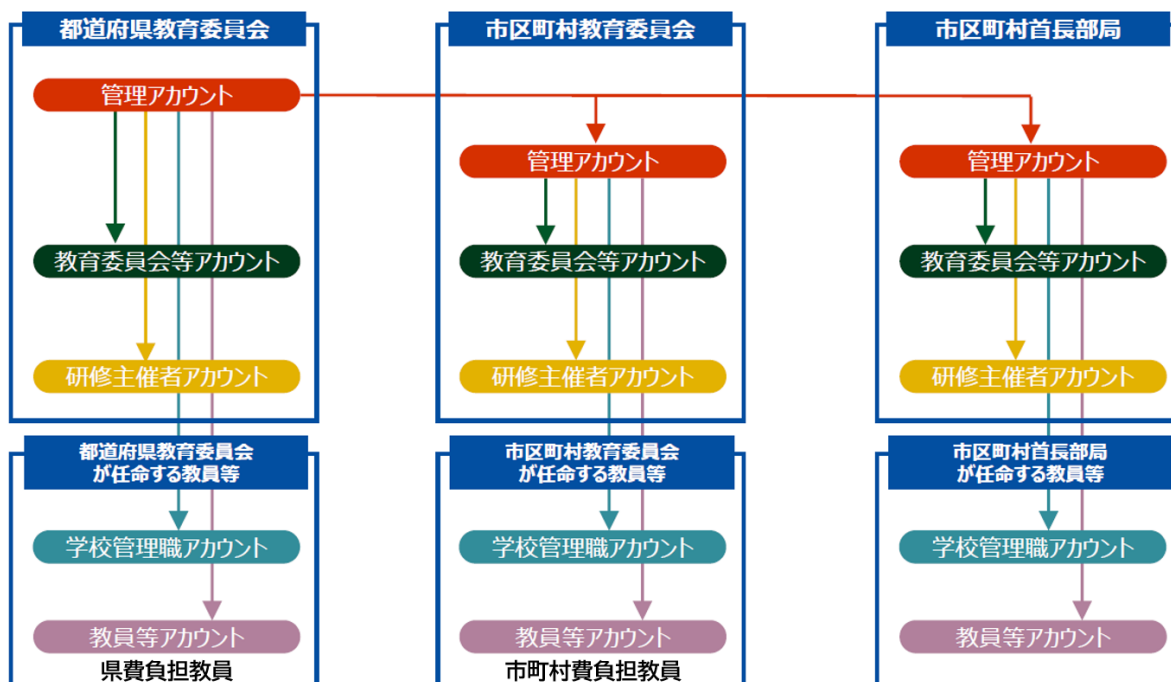 都道府県教育委員会
管理アカウント
教育委員会等アカウント
研修主催者アカウント
都道府県教育委員会
が任命する教員等
学校管理職アカウント
教員等アカウント
県費負担教員
市区町村教育委員会
管理アカウント
教育委員会等アカウント
研修主催者アカウント
市区町村教育委員会
が任命する教員等
学校管理職アカウント
教員等アカウント
市町村費負担教員
市区町村首長部局
管理アカウント
教育委員会等アカウント
研修主催者アカウント
市区町村首長部局
が任命する教員等
学校管理職アカウント
教員等アカウント